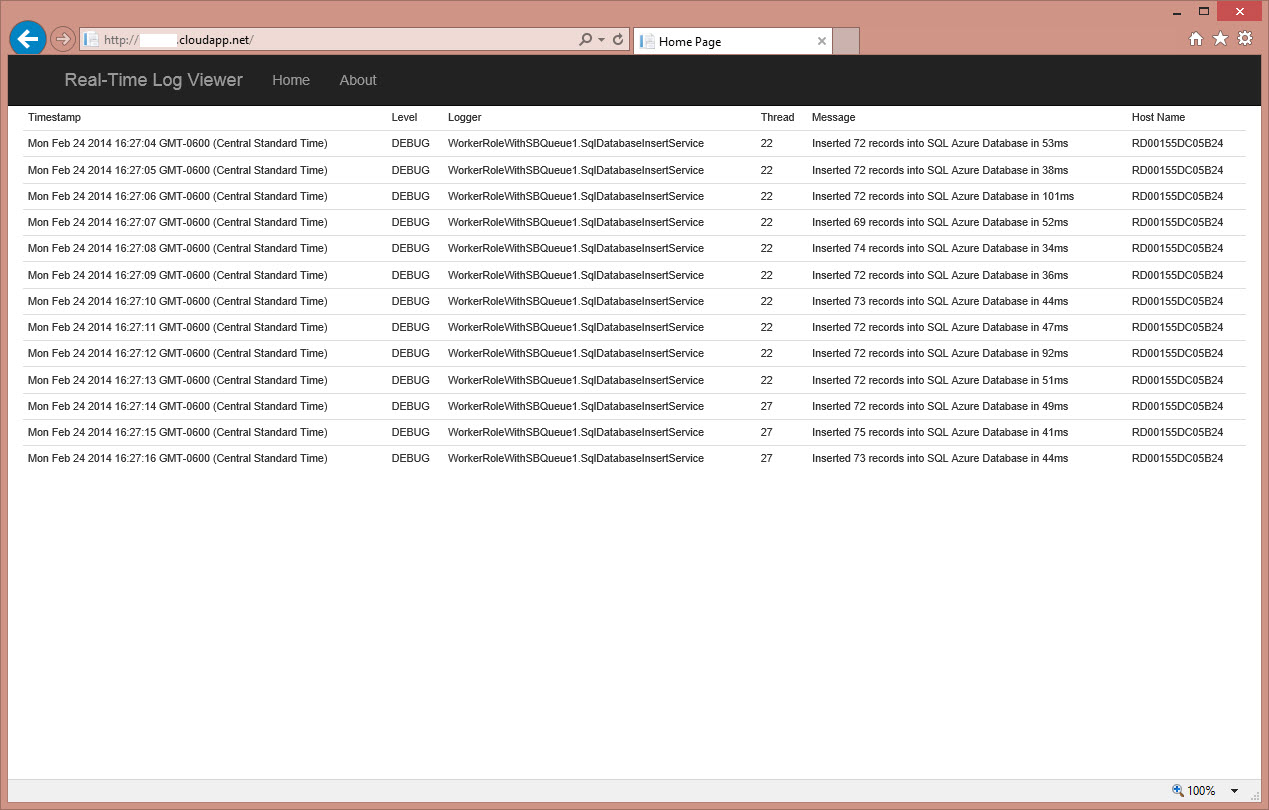 http:// .cloudapp.net/ Home Page
Real-Time Log Viewer Home About
Timestamp Level Logger Thread Message Host Name
Mon Feb 24 2014 16:27:04 GMT-0600 (Central Standard Time) DEBUG WorkerRoleWithSBQueue1.SqlDatabaseInsertService 22 Inserted 72 records into SQL Azure Database in 53ms RD00155DC05B24
Mon Feb 24 2014 16:27:05 GMT-0600 (Central Standard Time) DEBUG WorkerRoleWithSBQueue1.SqlDatabaseInsertService 22 Inserted 72 records into SQL Azure Database in 38ms RD00155DC05B24
Mon Feb 24 2014 16:27:06 GMT-0600 (Central Standard Time) DEBUG WorkerRoleWithSBQueue1.SqlDatabaseInsertService 22 Inserted 72 records into SQL Azure Database in 101ms RD00155DC05B24
Mon Feb 24 2014 16:27:07 GMT-0600 (Central Standard Time) DEBUG WorkerRoleWithSBQueue1.SqlDatabaseInsertService 22 Inserted 69 records into SQL Azure Database in 52ms RD00155DC05B24
Mon Feb 24 2014 16:27:08 GMT-0600 (Central Standard Time) DEBUG WorkerRoleWithSBQueue1.SqlDatabaseInsertService 22 Inserted 74 records into SQL Azure Database in 34ms RD00155DC05B24
Mon Feb 24 2014 16:27:09 GMT-0600 (Central Standard Time) DEBUG WorkerRoleWithSBQueue1.SqlDatabaseInsertService 22 Inserted 72 records into SQL Azure Database in 36ms RD00155DC05B24
Mon Feb 24 2014 16:27:10 GMT-0600 (Central Standard Time) DEBUG WorkerRoleWithSBQueue1.SqlDatabaseInsertService 22 Inserted 73 records into SQL Azure Database in 44ms RD00155DC05B24
Mon Feb 24 2014 16:27:11 GMT-0600 (Central Standard Time) DEBUG WorkerRoleWithSBQueue1.SqlDatabaseInsertService 22 Inserted 72 records into SQL Azure Database in 47ms RD00155DC05B24
Mon Feb 24 2014 16:27:12 GMT-0600 (Central Standard Time) DEBUG WorkerRoleWithSBQueue1.SqlDatabaseInsertService 22 Inserted 72 records into SQL Azure Database in 92ms RD00155DC05B24
Mon Feb 24 2014 16:27:13 GMT-0600 (Central Standard Time) DEBUG WorkerRoleWithSBQueue1.SqlDatabaseInsertService 22 Inserted 72 records into SQL Azure Database in 51ms RD00155DC05B24
Mon Feb 24 2014 16:27:14 GMT-0600 (Central Standard Time) DEBUG WorkerRoleWithSBQueue1.SqlDatabaseInsertService 27 Inserted 72 records into SQL Azure Database in 49ms RD00155DC05B24
Mon Feb 24 2014 16:27:15 GMT-0600 (Central Standard Time) DEBUG WorkerRoleWithSBQueue1.SqlDatabaseInsertService 27 Inserted 75 records into SQL Azure Database in 41ms RD00155DC05B24
Mon Feb 24 2014 16:27:16 GMT-0600 (Central Standard Time) DEBUG WorkerRoleWithSBQueue1.SqlDatabaseInsertService 27 Inserted 73 records into SQL Azure Database in 44ms RD00155DC05B24
100%